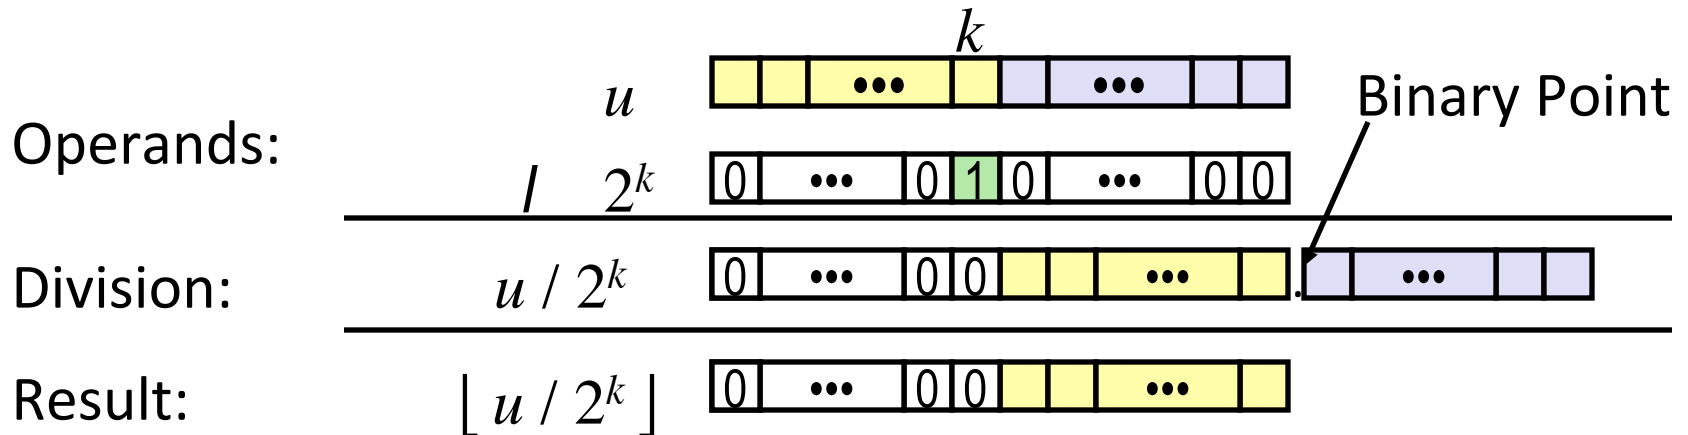 k
u ••• ••• Binary Point
Operands:
/ 2^k 0 ••• 0 1 0 ••• 0 0
Division: u / 2^k 0 ••• 0 0 ••• . •••
Result: ⌊ u / 2^k ⌋ 0 ••• 0 0 •••